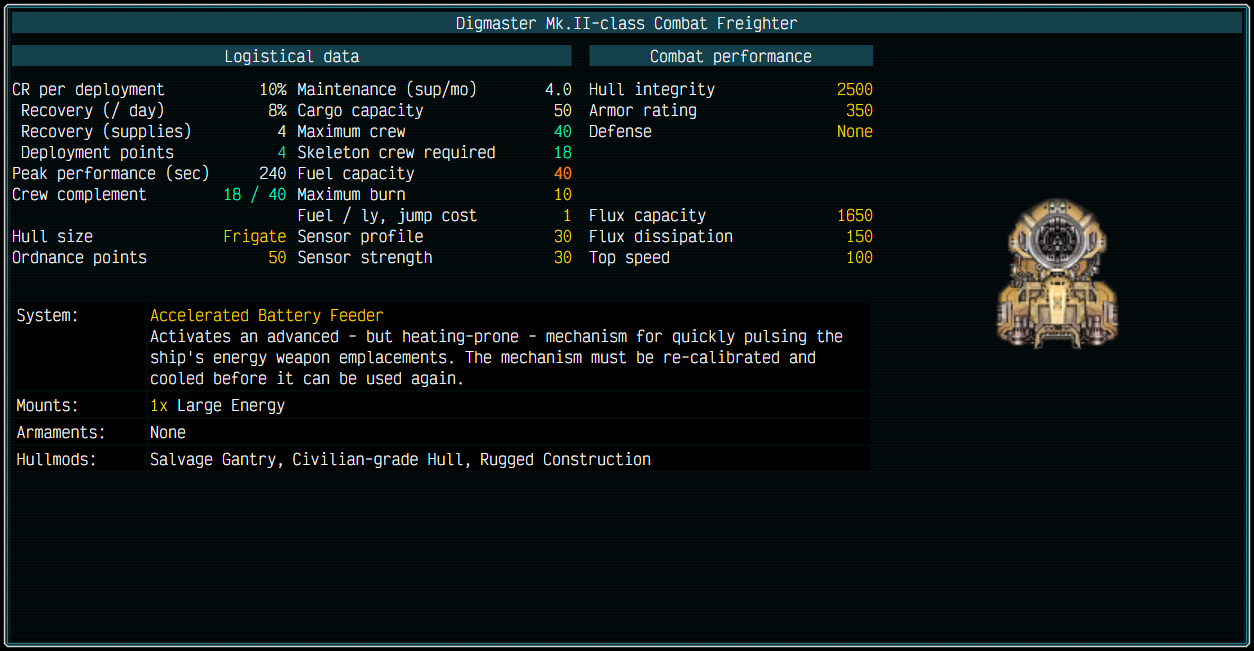 Digmaster Mk.II-class Combat Freighter
Logistical data
CR per deployment 10% Maintenance (sup/mo) 4.0
Recovery (/ day) 8% Cargo capacity 50
Recovery (supplies) 4 Maximum crew 40
Deployment points 4 Skeleton crew required 18
Peak performance (sec) 240 Fuel capacity 40
Crew complement 18 / 40 Maximum burn 10
Fuel / ly, jump cost 1
Hull size Frigate Sensor profile 30
Ordnance points 50 Sensor strength 30
Combat performance
Hull integrity 2500
Armor rating 350
Defense None
Flux capacity 1650
Flux dissipation 150
Top speed 100
System: Accelerated Battery Feeder
Activates an advanced - but heating-prone - mechanism for quickly pulsing the
ship's energy weapon emplacements. The mechanism must be re-calibrated and
cooled before it can be used again.
Mounts: 1x Large Energy
Armaments: None
Hullmods: Salvage Gantry, Civilian-grade Hull, Rugged Construction